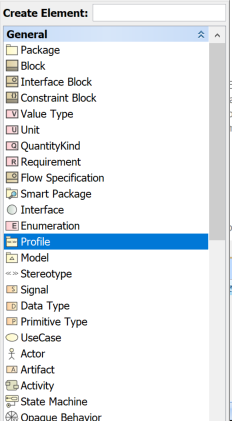 Create Element:
General
Package
Block
Interface Block
Constraint Block
Value Type
Unit
QuantityKind
Requirement
Flow Specification
Smart Package
Interface
Enumeration
Profile
Model
«» Stereotype
Signal
Data Type
Primitive Type
UseCase
Actor
Artifact
Activity
State Machine
Opaque Behavior